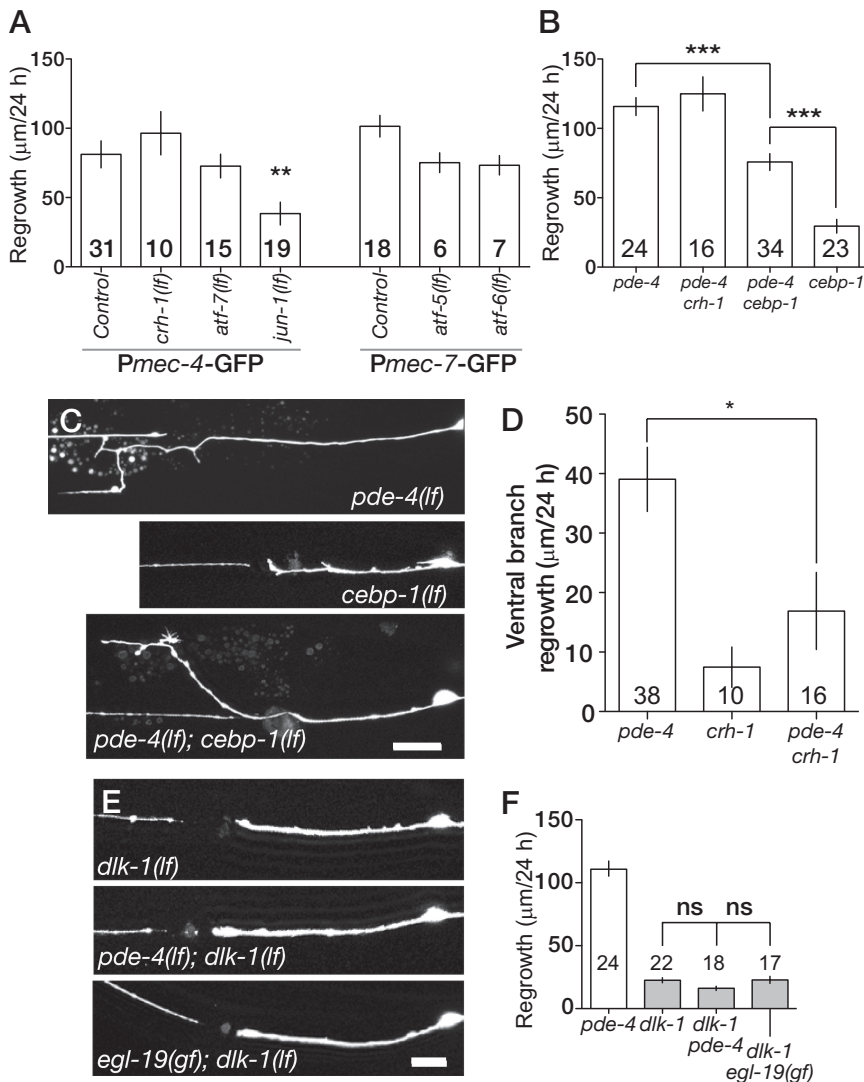 A
Regrowth (µm/24 h)
150
100
50
0
31
10
15
19
**
18
6
7
Control
crh-1(lf)
atf-7(lf)
jun-1(lf)
Control
atf-5(lf)
atf-6(lf)
Pmec-4-GFP
Pmec-7-GFP
B
Regrowth (µm/24 h)
150
100
50
0
***
***
24
16
34
23
pde-4
pde-4
crh-1
pde-4
cebp-1
cebp-1
C
pde-4(lf)
cebp-1(lf)
pde-4(lf); cebp-1(lf)
D
Ventral branch
regrowth (µm/24 h)
50
40
30
20
10
0
*
38
10
16
pde-4
crh-1
pde-4
crh-1
E
dlk-1(lf)
pde-4(lf); dlk-1(lf)
egl-19(gf); dlk-1(lf)
F
Regrowth (µm/24 h)
150
100
50
0
ns
ns
24
22
18
17
pde-4
dlk-1
dlk-1
pde-4
dlk-1
egl-19(gf)